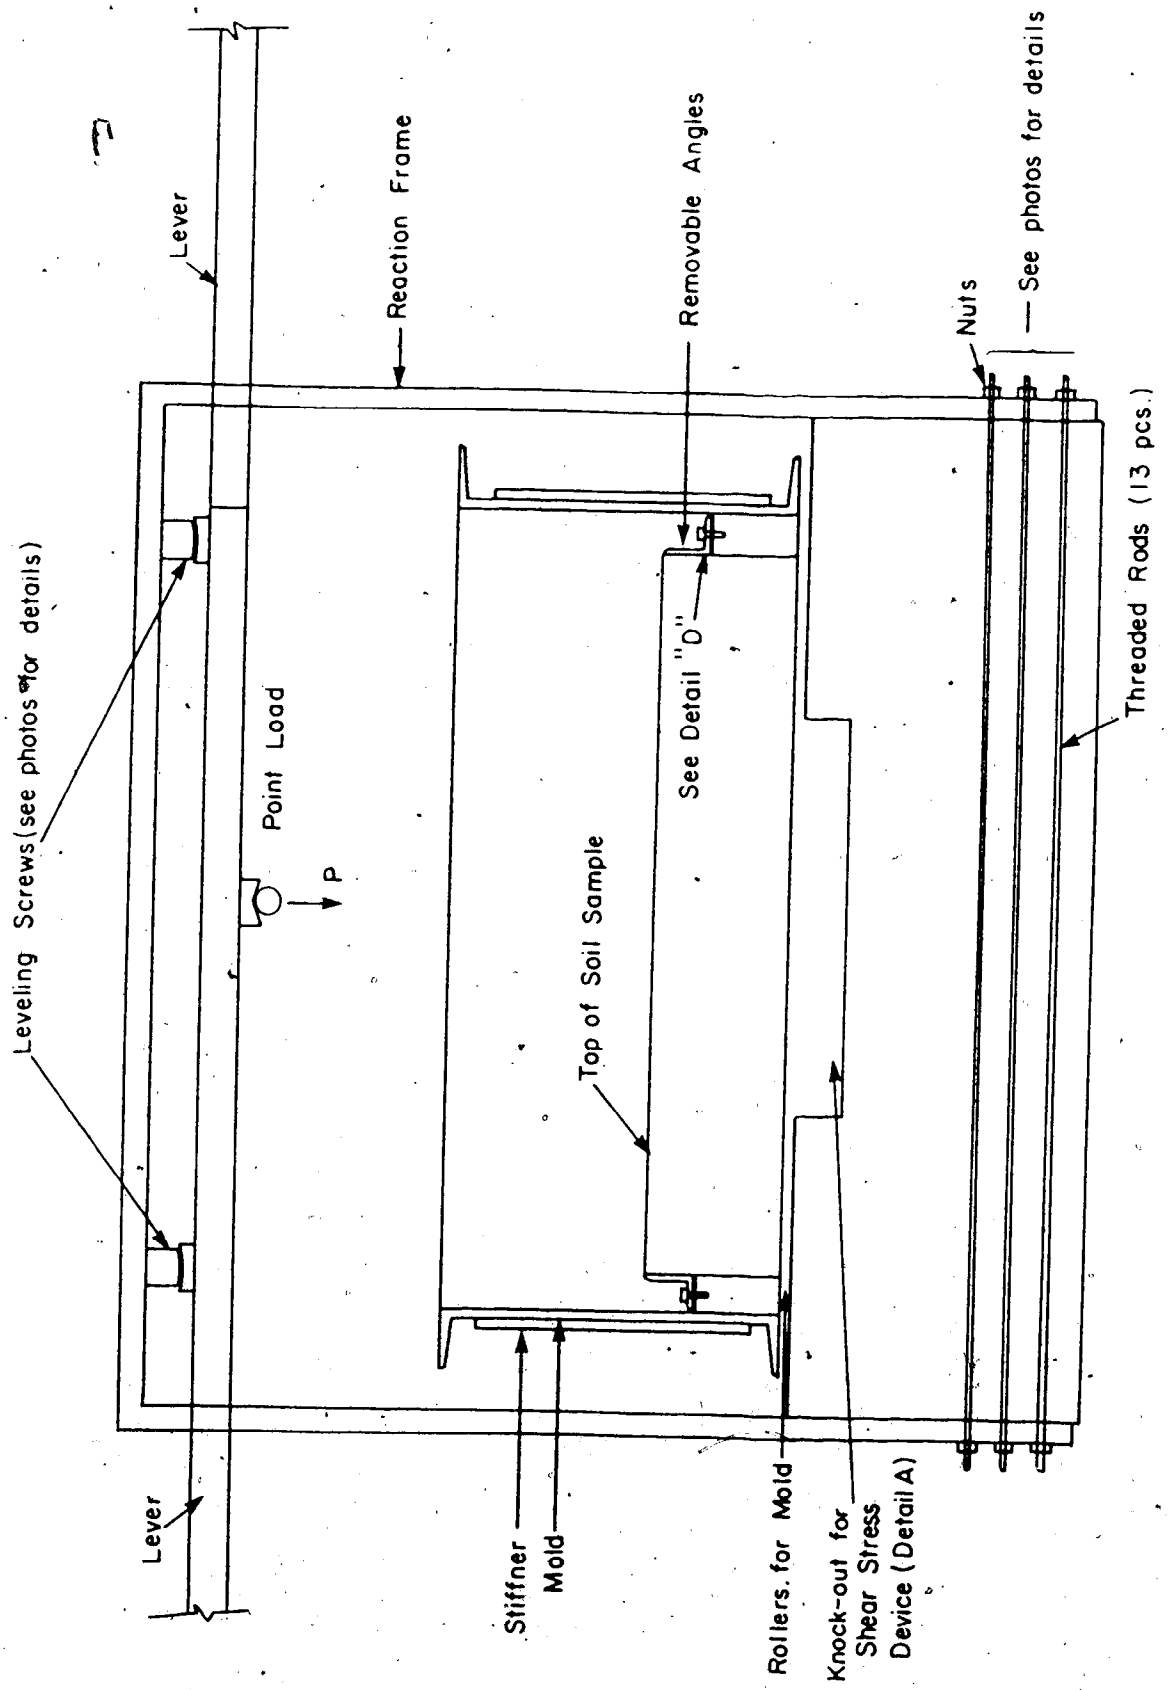 Leveling Screws(see photos for details)
Lever
Lever
Point Load
P
Reaction Frame
Removable Angles
See Detail "D"
Top of Soil Sample
Stiffner
Mold
Rollers for Mold
Knock-out for
Shear Stress
Device (Detail A)
Nuts
See photos for details
Threaded Rods (13 pcs.)